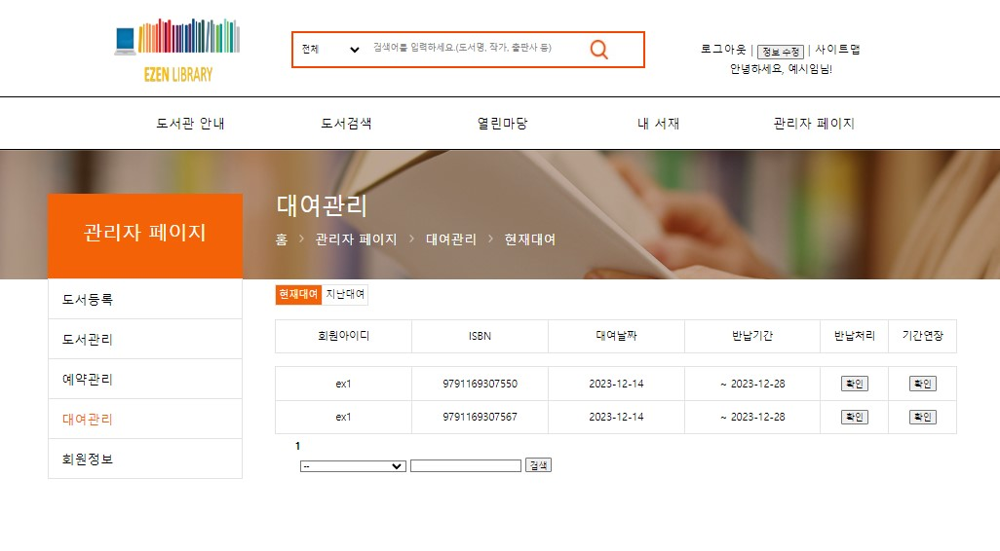 EZEN LIBRARY
전체 검색어를 입력하세요.(도서명, 작가, 출판사 등)
로그아웃 | 정보 수정 | 사이트맵
안녕하세요, 예시임님!
도서관 안내 도서검색 열린마당 내 서재 관리자 페이지
관리자 페이지
대여관리
홈 > 관리자 페이지 > 대여관리 > 현재대여
도서등록
도서관리
예약관리
대여관리
회원정보
현재대여 지난대여
회원아이디 ISBN 대여날짜 반납기간 반납처리 기간연장
ex1 9791169307550 2023-12-14 ~ 2023-12-28 확인 확인
ex1 9791169307567 2023-12-14 ~ 2023-12-28 확인 확인
1
-- 검색